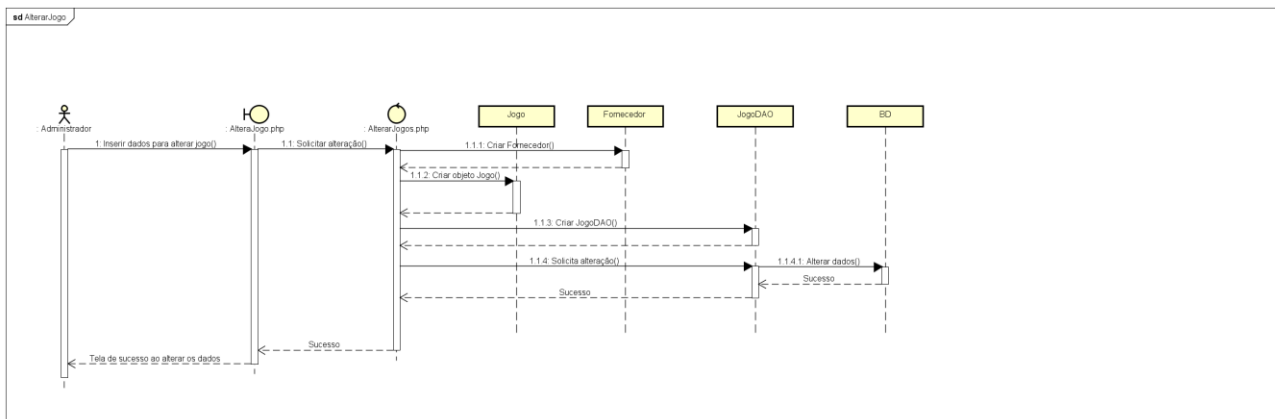 sd AlterarJogo
: Administrador
: AlteraJogo.php
: AlterarJogos.php
Jogo
Fornecedor
JogoDAO
BD
1: Inserir dados para alterar jogo()
1.1: Solicitar alteração()
1.1.1: Criar Fornecedor()
1.1.2: Criar objeto Jogo()
1.1.3: Criar JogoDAO()
1.1.4: Solicita alteração()
1.1.4.1: Alterar dados()
Sucesso
Sucesso
Sucesso
Tela de sucesso ao alterar os dados